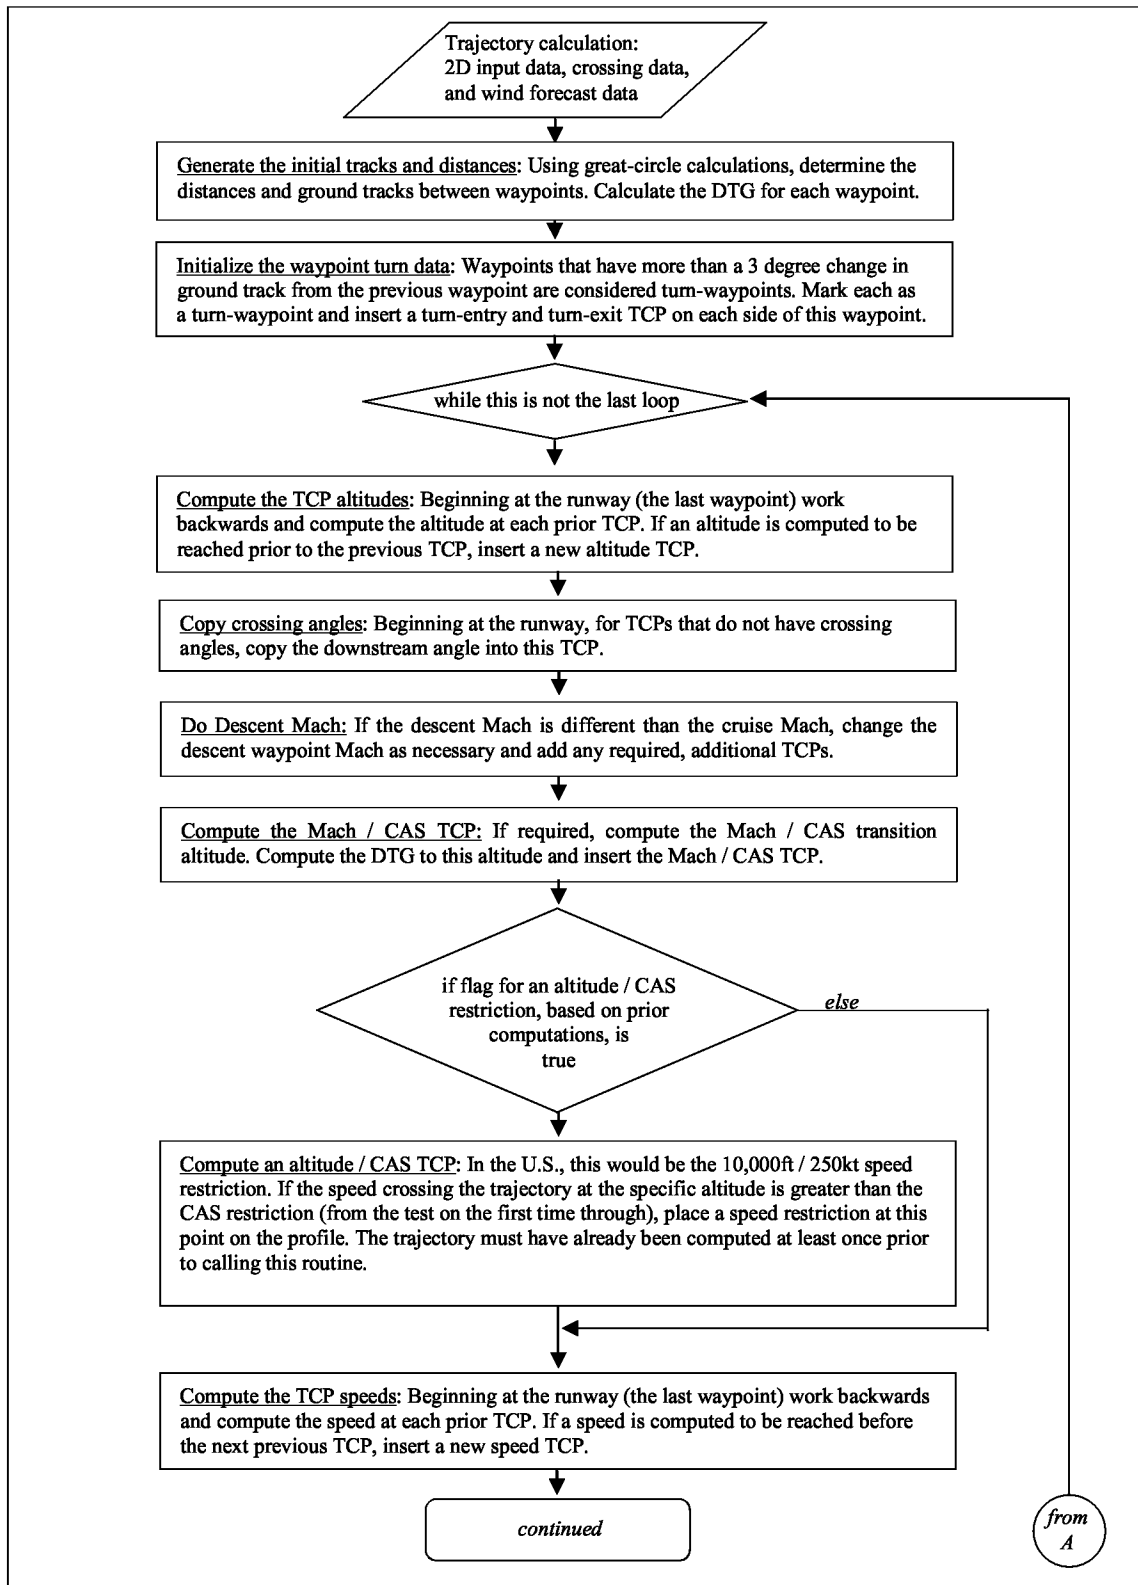 Trajectory calculation:
2D input data, crossing data,
and wind forecast data
Generate the initial tracks and distances: Using great-circle calculations, determine the
distances and ground tracks between waypoints. Calculate the DTG for each waypoint.
Initialize the waypoint turn data: Waypoints that have more than a 3 degree change in
ground track from the previous waypoint are considered turn-waypoints. Mark each as
a turn-waypoint and insert a turn-entry and turn-exit TCP on each side of this waypoint.
while this is not the last loop
Compute the TCP altitudes: Beginning at the runway (the last waypoint) work
backwards and compute the altitude at each prior TCP. If an altitude is computed to be
reached prior to the previous TCP, insert a new altitude TCP.
Copy crossing angles: Beginning at the runway, for TCPs that do not have crossing
angles, copy the downstream angle into this TCP.
Do Descent Mach: If the descent Mach is different than the cruise Mach, change the
descent waypoint Mach as necessary and add any required, additional TCPs.
Compute the Mach / CAS TCP: If required, compute the Mach / CAS transition
altitude. Compute the DTG to this altitude and insert the Mach / CAS TCP.
if flag for an altitude / CAS
restriction, based on prior
computations, is
true
else
Compute an altitude / CAS TCP: In the U.S., this would be the 10,000ft / 250kt speed
restriction. If the speed crossing the trajectory at the specific altitude is greater than the
CAS restriction (from the test on the first time through), place a speed restriction at this
point on the profile. The trajectory must have already been computed at least once prior
to calling this routine.
Compute the TCP speeds: Beginning at the runway (the last waypoint) work backwards
and compute the speed at each prior TCP. If a speed is computed to be reached before
the next previous TCP, insert a new speed TCP.
continued
from
A